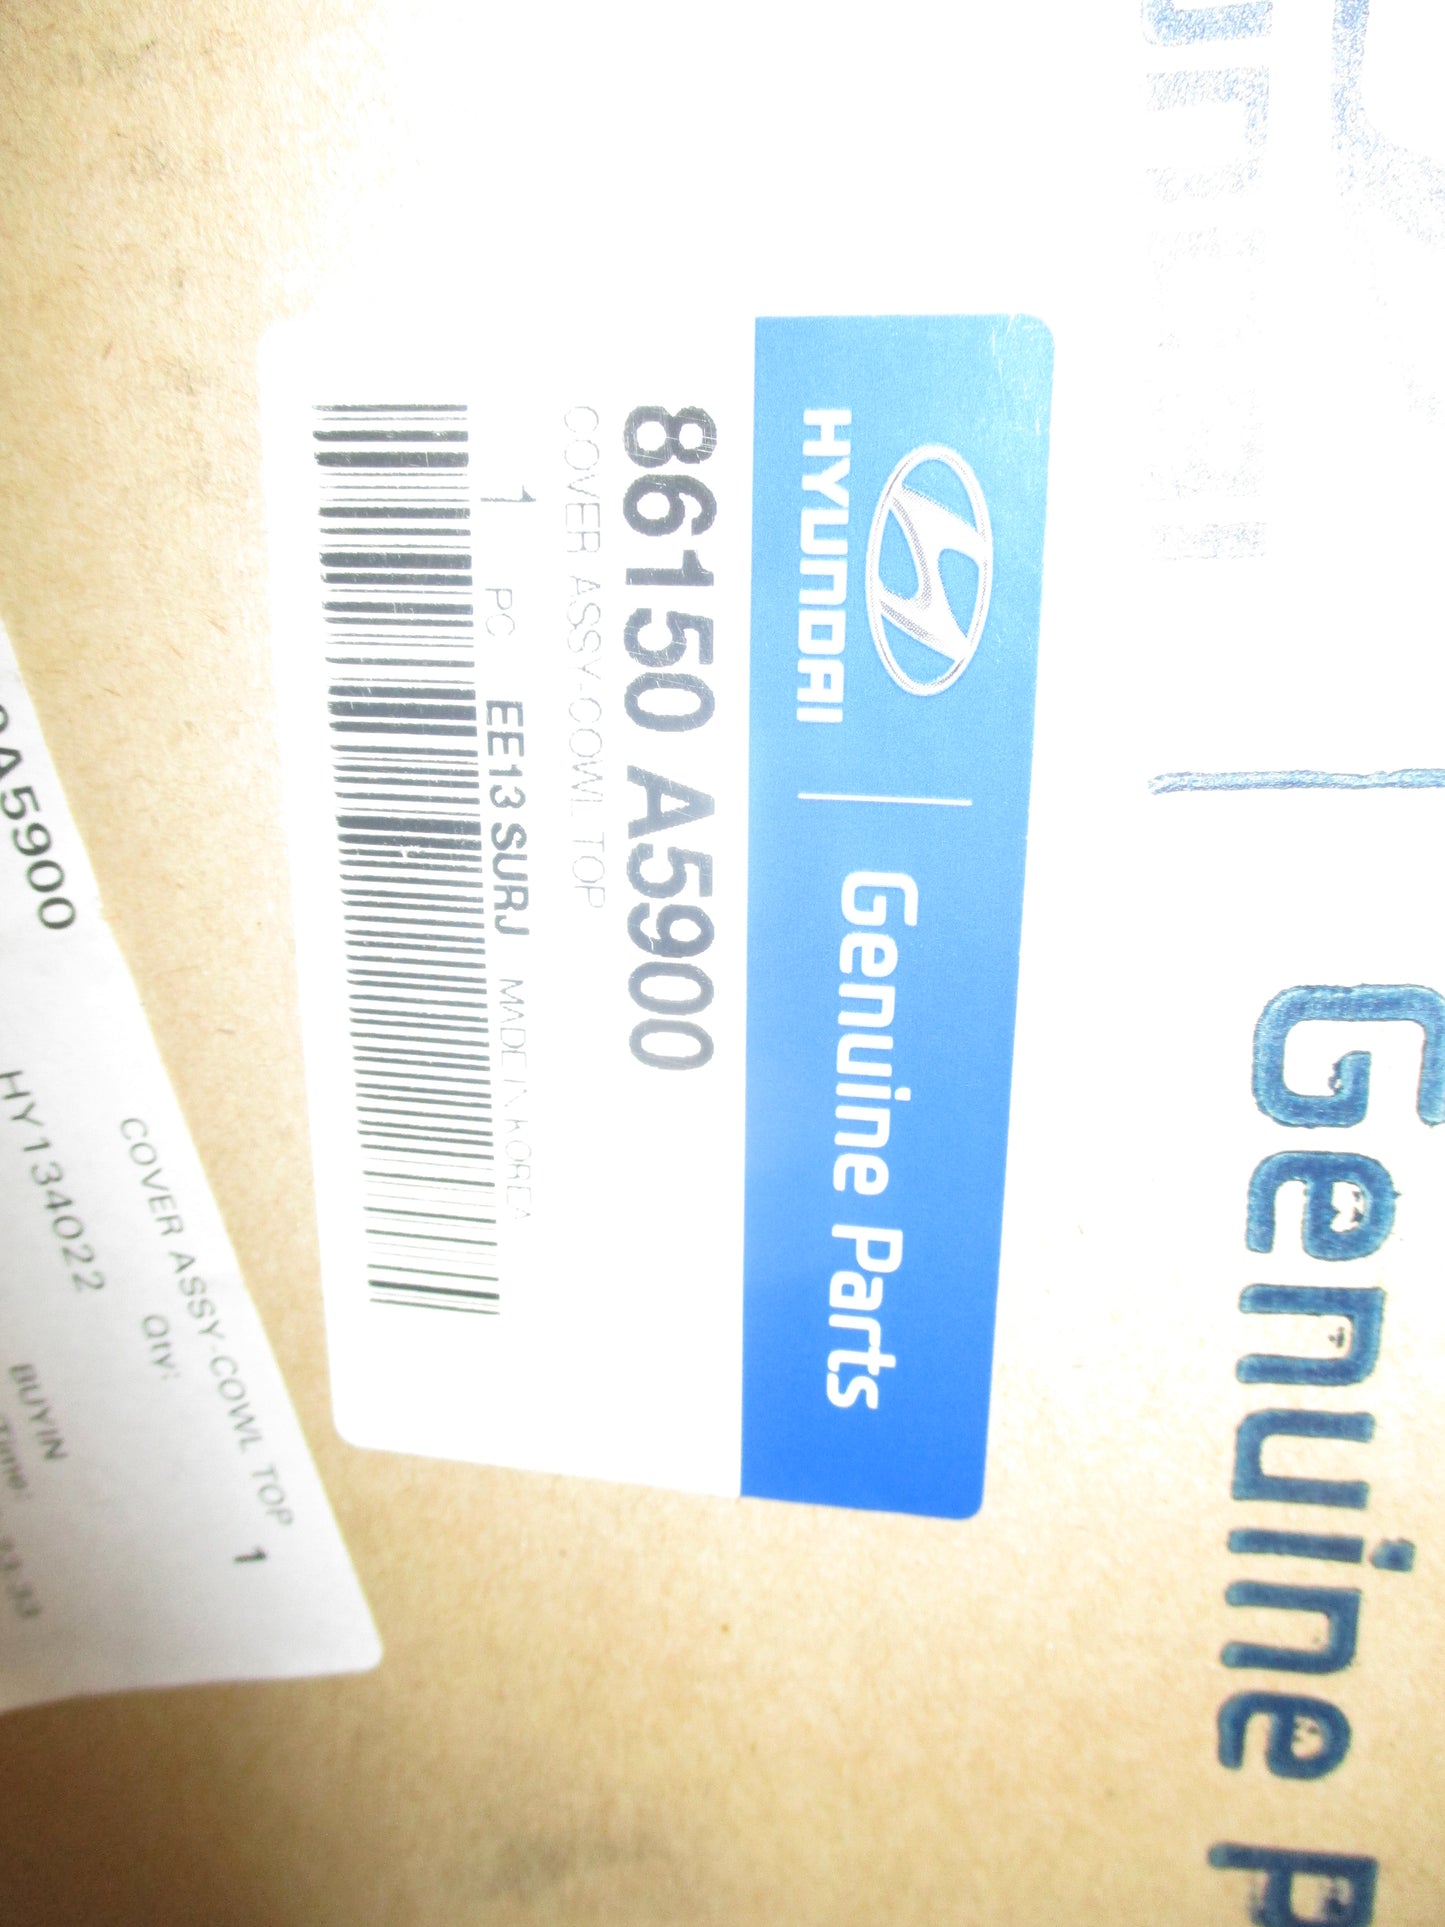 HYUNDAI | Genuine Parts
86150 A5900
COVER ASSY-COWL TOP
1 PC EE13 SURJ MADE IN KOREA
Genuine P
A5900
COVER ASSY-COWL TOP
HY134022 Qty: 1
BUYIN
Time: